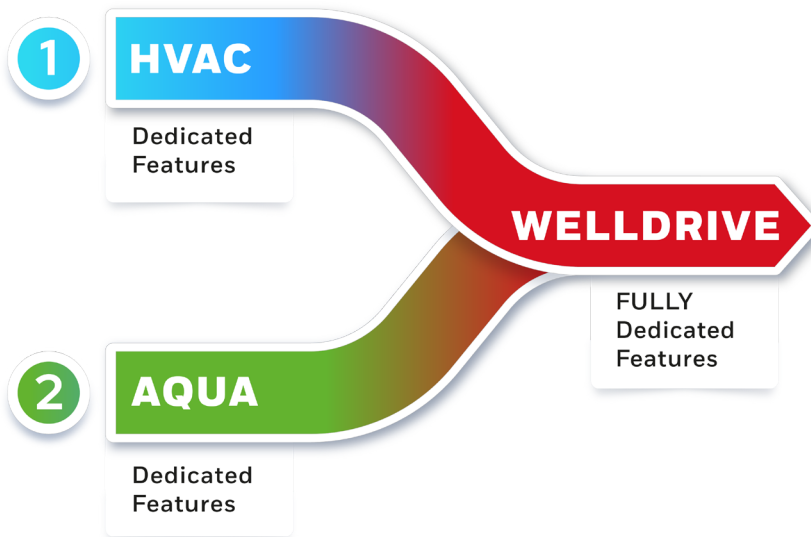 1
HVAC
Dedicated
Features
WELLDRIVE
FULLY
Dedicated
Features
2
AQUA
Dedicated
Features